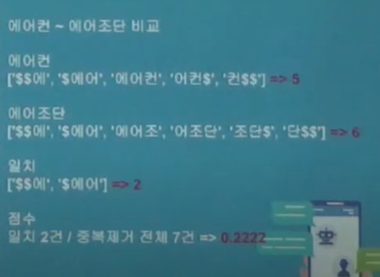 에어컨 ~ 에어조단 비교
에어컨
['$$에', '$에어', '에어컨', '어컨$', '컨$$'] => 5
에어조단
['$$에', '$에어', '에어조', '어조단', '조단$', '단$$'] => 6
일치
['$$에', '$에어'] => 2
점수
일치 2건 / 중복제거 전체 7건 => 0.2222